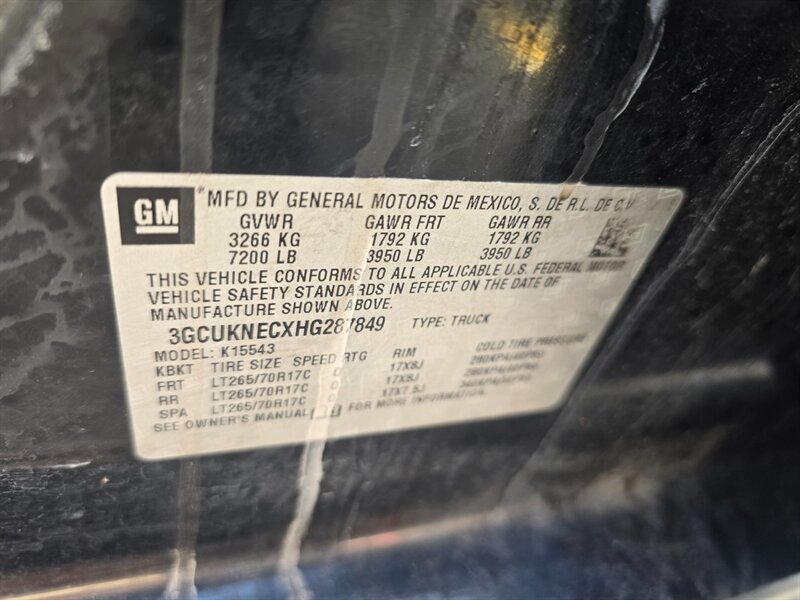 GM *MFD BY GENERAL MOTORS DE MEXICO, S. DE R.L. DE C.V
GVWR GAWR FRT GAWR RR
3266 KG 1792 KG 1792 KG
7200 LB 3950 LB 3950 LB
THIS VEHICLE CONFORMS TO ALL APPLICABLE U.S. FEDERAL MOTOR
VEHICLE SAFETY STANDARDS IN EFFECT ON THE DATE OF
MANUFACTURE SHOWN ABOVE.
3GCUKNECXHG287849 TYPE: TRUCK
MODEL: K15543
KBKT TIRE SIZE SPEED RTG RIM COLD TIRE PRESSURE
FRT LT265/70R17C Q 17X8J
RR LT265/70R17C Q 17X8J
SPA LT265/70R17C Q 17X7.5J
SEE OWNER'S MANUAL FOR MORE INFORMATION.